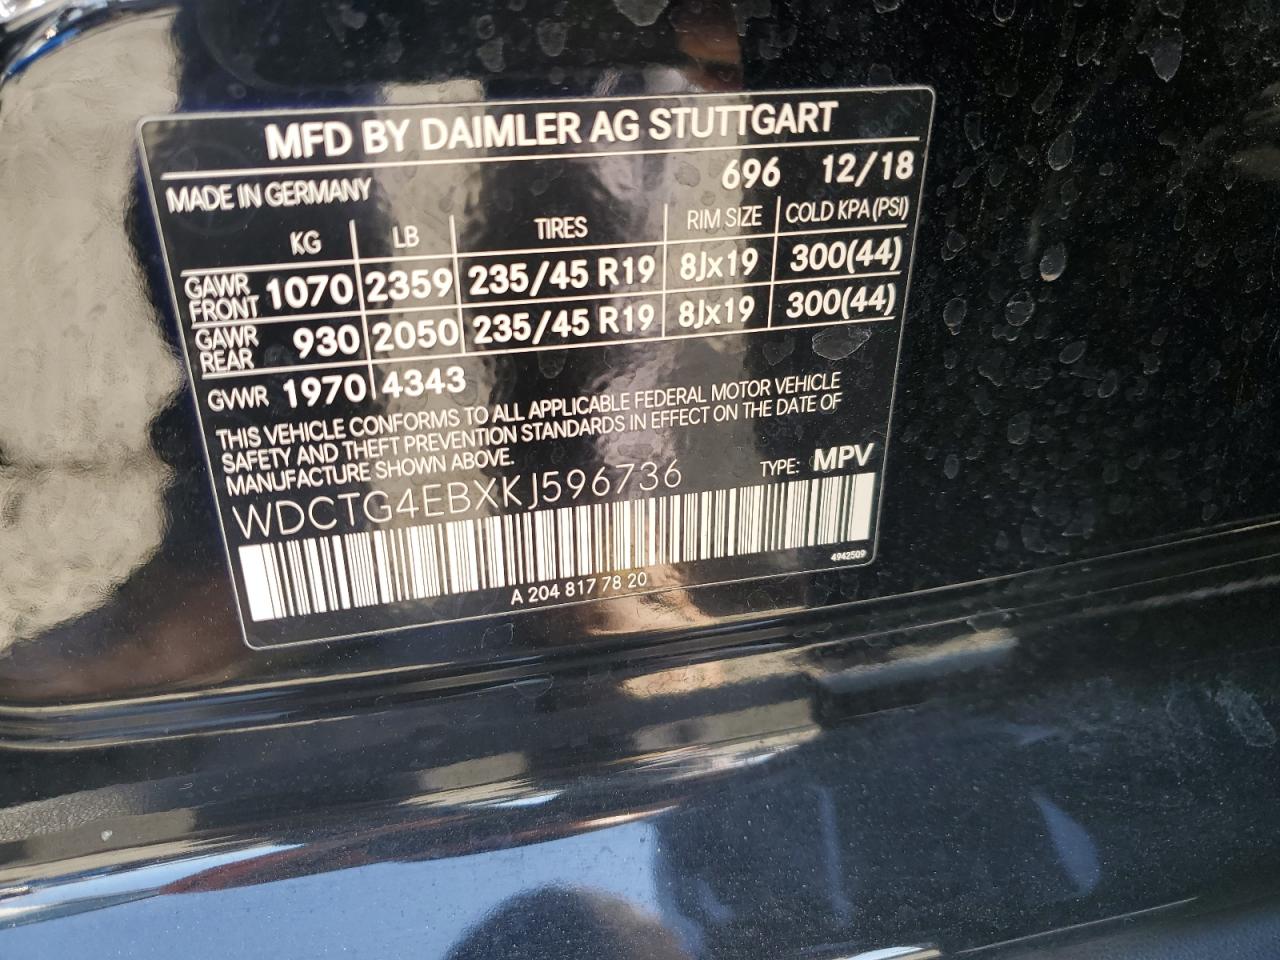 MFD BY DAIMLER AG STUTTGART
MADE IN GERMANY 696 12/18
KG LB TIRES RIM SIZE COLD KPA (PSI)
GAWR FRONT 1070 2359 235/45 R19 8Jx19 300(44)
GAWR REAR 930 2050 235/45 R19 8Jx19 300(44)
GVWR 1970 4343
THIS VEHICLE CONFORMS TO ALL APPLICABLE FEDERAL MOTOR VEHICLE
SAFETY AND THEFT PREVENTION STANDARDS IN EFFECT ON THE DATE OF
MANUFACTURE SHOWN ABOVE.
TYPE: MPV
WDCTG4EBXKJ596736
4942509
A 204 817 78 20